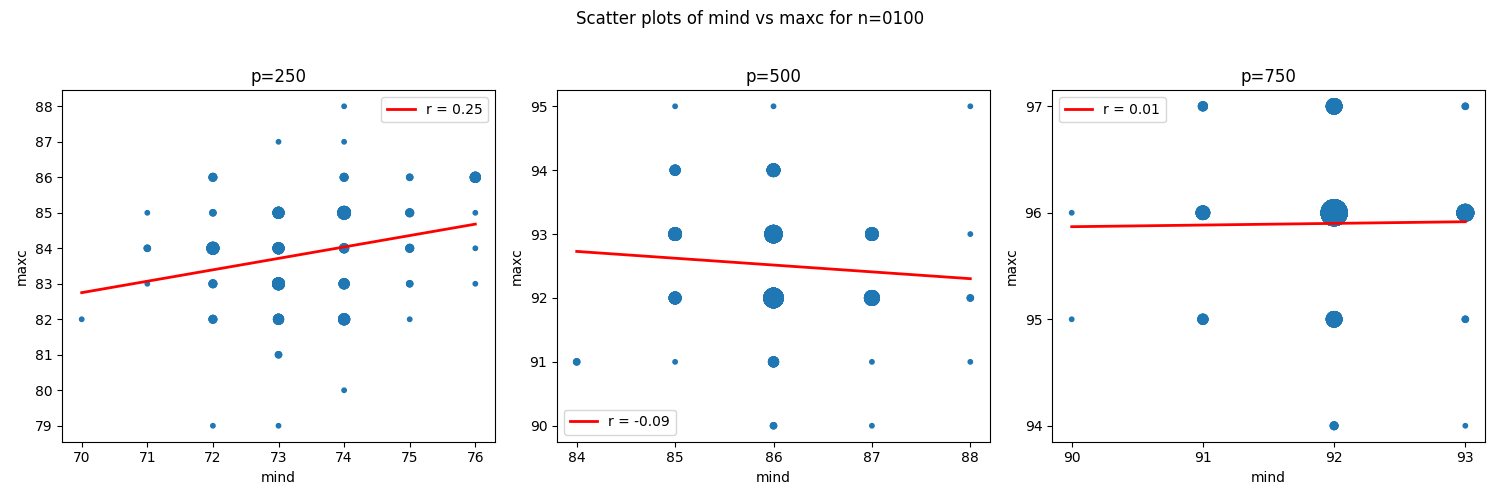 Scatter plots of mind vs maxc for n=0100
p=250
88
87
86
85
84
83
82
81
80
79
maxc
r = 0.25
70 71 72 73 74 75 76
mind
p=500
95
94
93
92
91
90
maxc
r = -0.09
84 85 86 87 88
mind
p=750
97
96
95
94
maxc
r = 0.01
90 91 92 93
mind